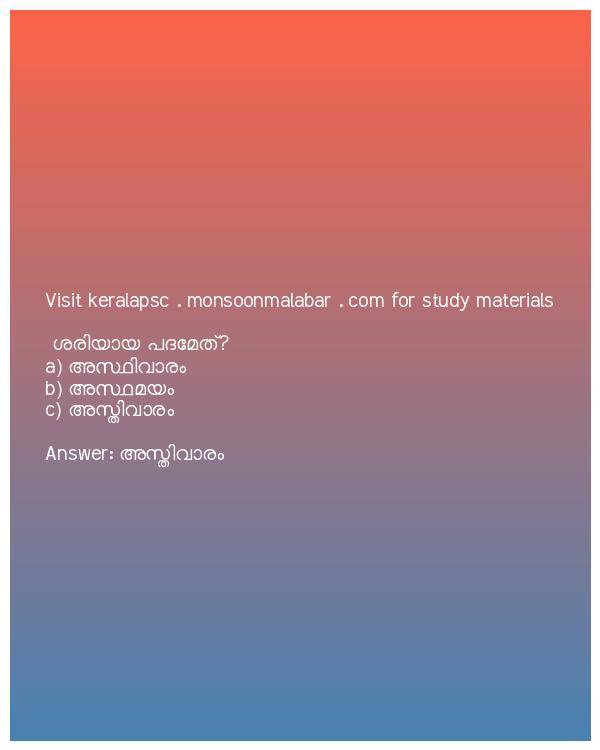 Visit keralapsc . monsoonmalabar . com for study materials
ശരിയായ പദമേത്?
a) അസ്ഥിവാരം
b) അസ്ഥമയം
c) അസ്തിവാരം
Answer: അസ്തിവാരം